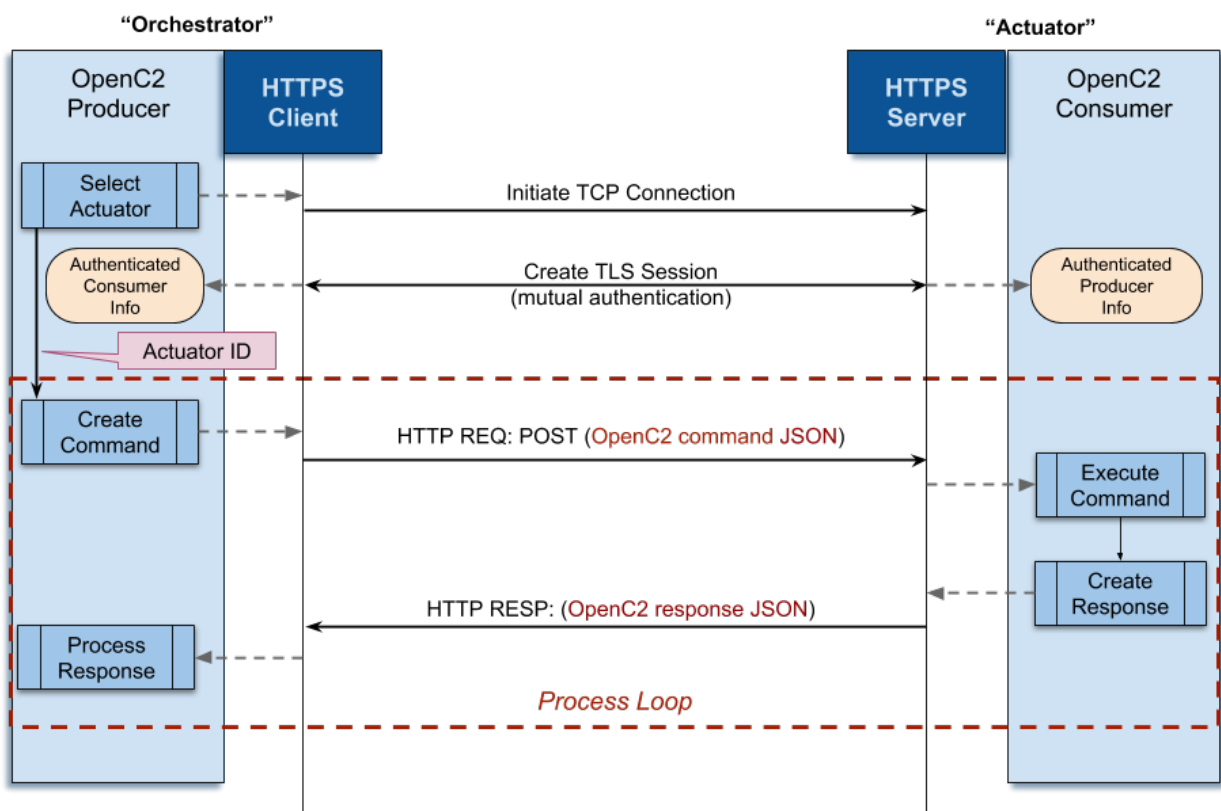 “Orchestrator”
“Actuator”
OpenC2
Producer
HTTPS
Client
HTTPS
Server
OpenC2
Consumer
Select
Actuator
Initiate TCP Connection
Authenticated
Consumer
Info
Create TLS Session
(mutual authentication)
Authenticated
Producer
Info
Actuator ID
Create
Command
HTTP REQ: POST (OpenC2 command JSON)
Execute
Command
Create
Response
HTTP RESP: (OpenC2 response JSON)
Process
Response
Process Loop